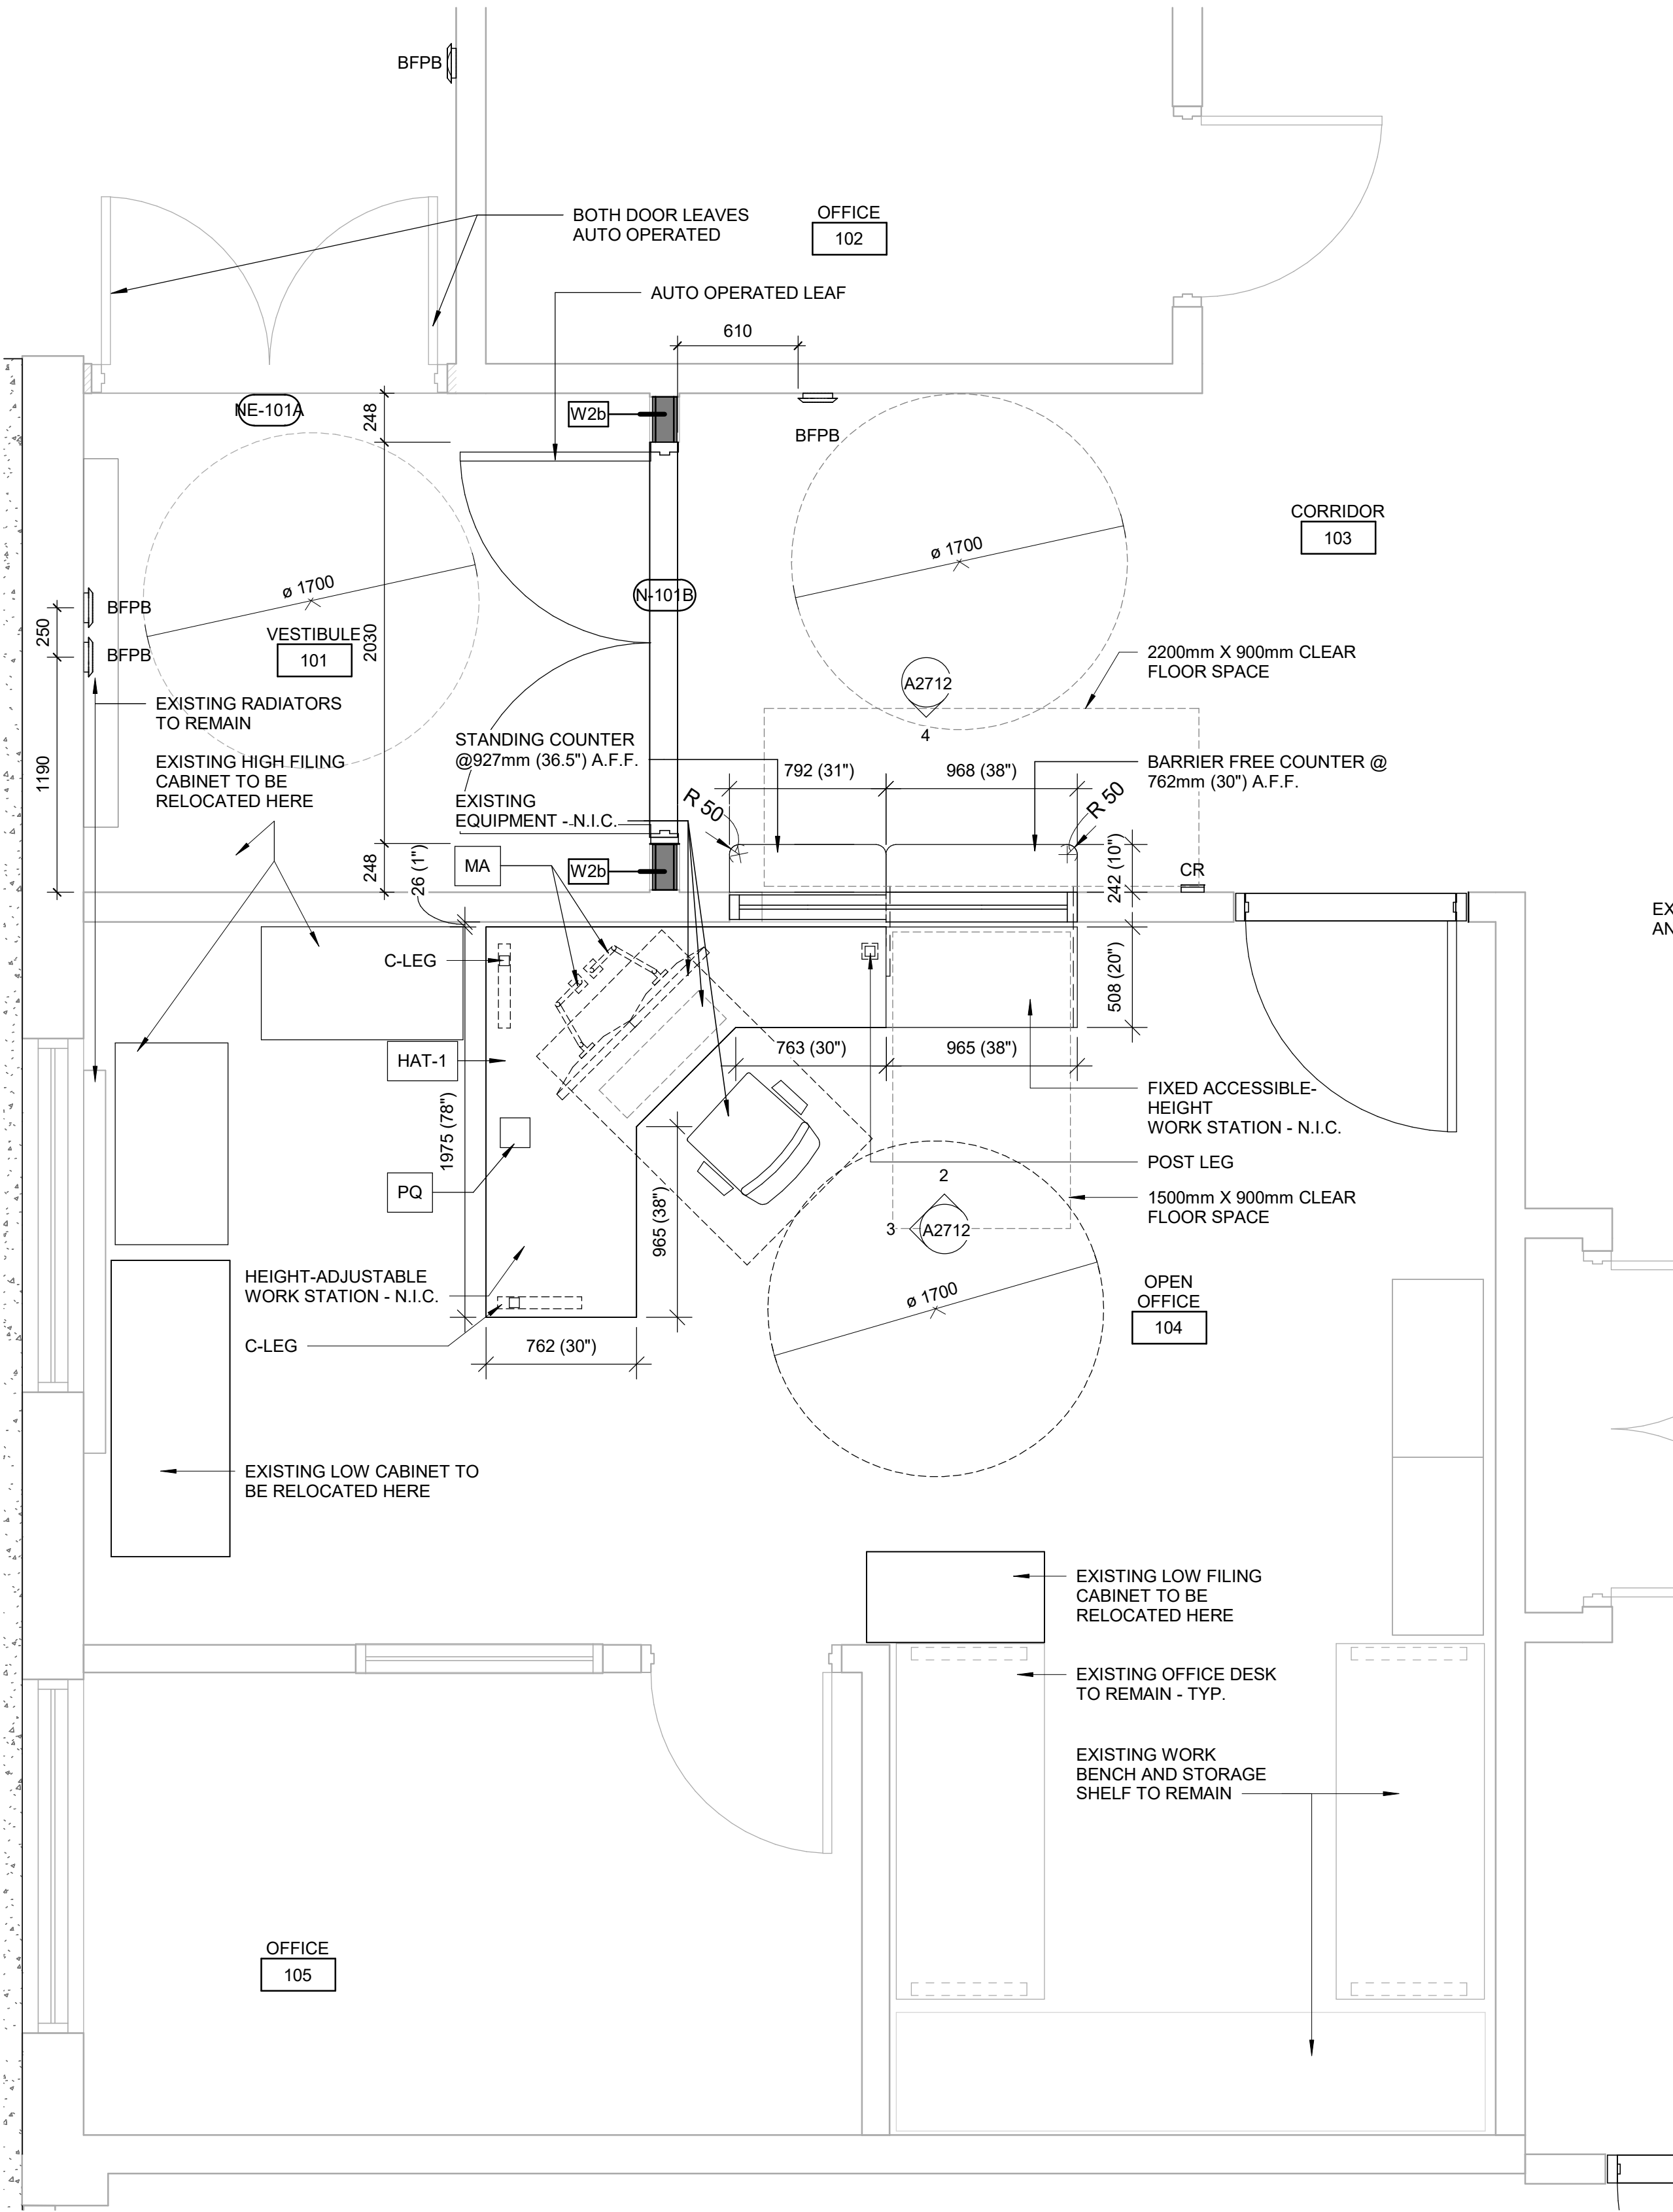 BFPB
BOTH DOOR LEAVES
AUTO OPERATED
OFFICE
102
AUTO OPERATED LEAF
610
NE-101A
248
W2b
BFPB
CORRIDOR
103
ø 1700
ø 1700
N-101B
BFPB
250
VESTIBULE
101
2030
BFPB
2200mm X 900mm CLEAR
FLOOR SPACE
A2712
4
EXISTING RADIATORS
TO REMAIN
STANDING COUNTER
@927mm (36.5") A.F.F.
EXISTING HIGH FILING
CABINET TO BE
RELOCATED HERE
1190
792 (31")
968 (38")
BARRIER FREE COUNTER @
762mm (30") A.F.F.
R 50
R 50
EXISTING
EQUIPMENT - N.I.C.
248
26 (1")
MA
W2b
242 (10")
CR
EX
AN
C-LEG
508 (20")
HAT-1
763 (30")
965 (38")
FIXED ACCESSIBLE-
HEIGHT
WORK STATION - N.I.C.
1975 (78")
POST LEG
PQ
965 (38")
2
3
A2712
1500mm X 900mm CLEAR
FLOOR SPACE
HEIGHT-ADJUSTABLE
WORK STATION - N.I.C.
ø 1700
OPEN
OFFICE
104
C-LEG
762 (30")
EXISTING LOW CABINET TO
BE RELOCATED HERE
EXISTING LOW FILING
CABINET TO BE
RELOCATED HERE
EXISTING OFFICE DESK
TO REMAIN - TYP.
EXISTING WORK
BENCH AND STORAGE
SHELF TO REMAIN
OFFICE
105